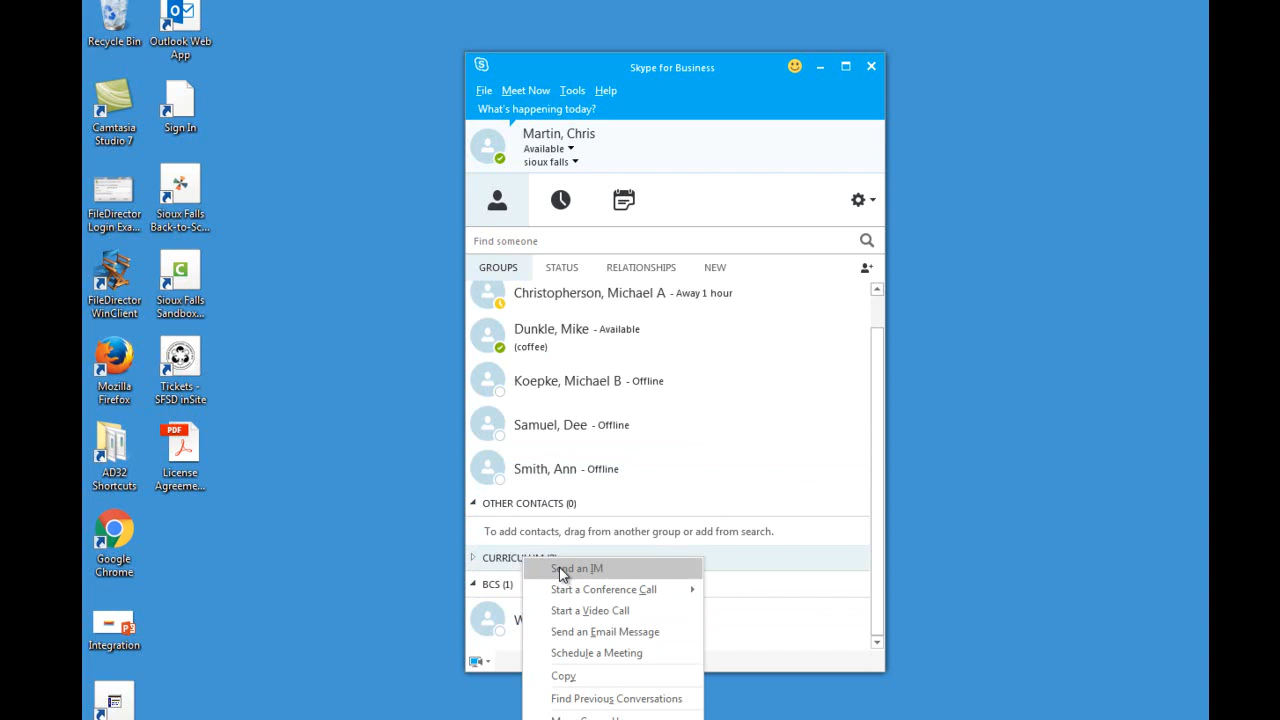 Recycle Bin
Outlook Web
App
Camtasia
Studio 7
Sign In
FileDirector
Login Exa...
Sioux Falls
Back-to-Sc...
FileDirector
WinClient
Sioux Falls
Sandbox...
Mozilla
Firefox
Tickets -
SFSD inSite
AD32
Shortcuts
PDF
License
Agreeme...
Google
Chrome
Integration
Skype for Business
File Meet Now Tools Help
What's happening today?
Martin, Chris
Available
sioux falls
Find someone
GROUPS STATUS RELATIONSHIPS NEW
Christopherson, Michael A - Away 1 hour
Dunkle, Mike - Available
(coffee)
Koepke, Michael B - Offline
Samuel, Dee - Offline
Smith, Ann - Offline
OTHER CONTACTS (0)
To add contacts, drag from another group or add from search.
BCS (1)
Send an IM
Start a Conference Call
Start a Video Call
Send an Email Message
Schedule a Meeting
Copy
Find Previous Conversations